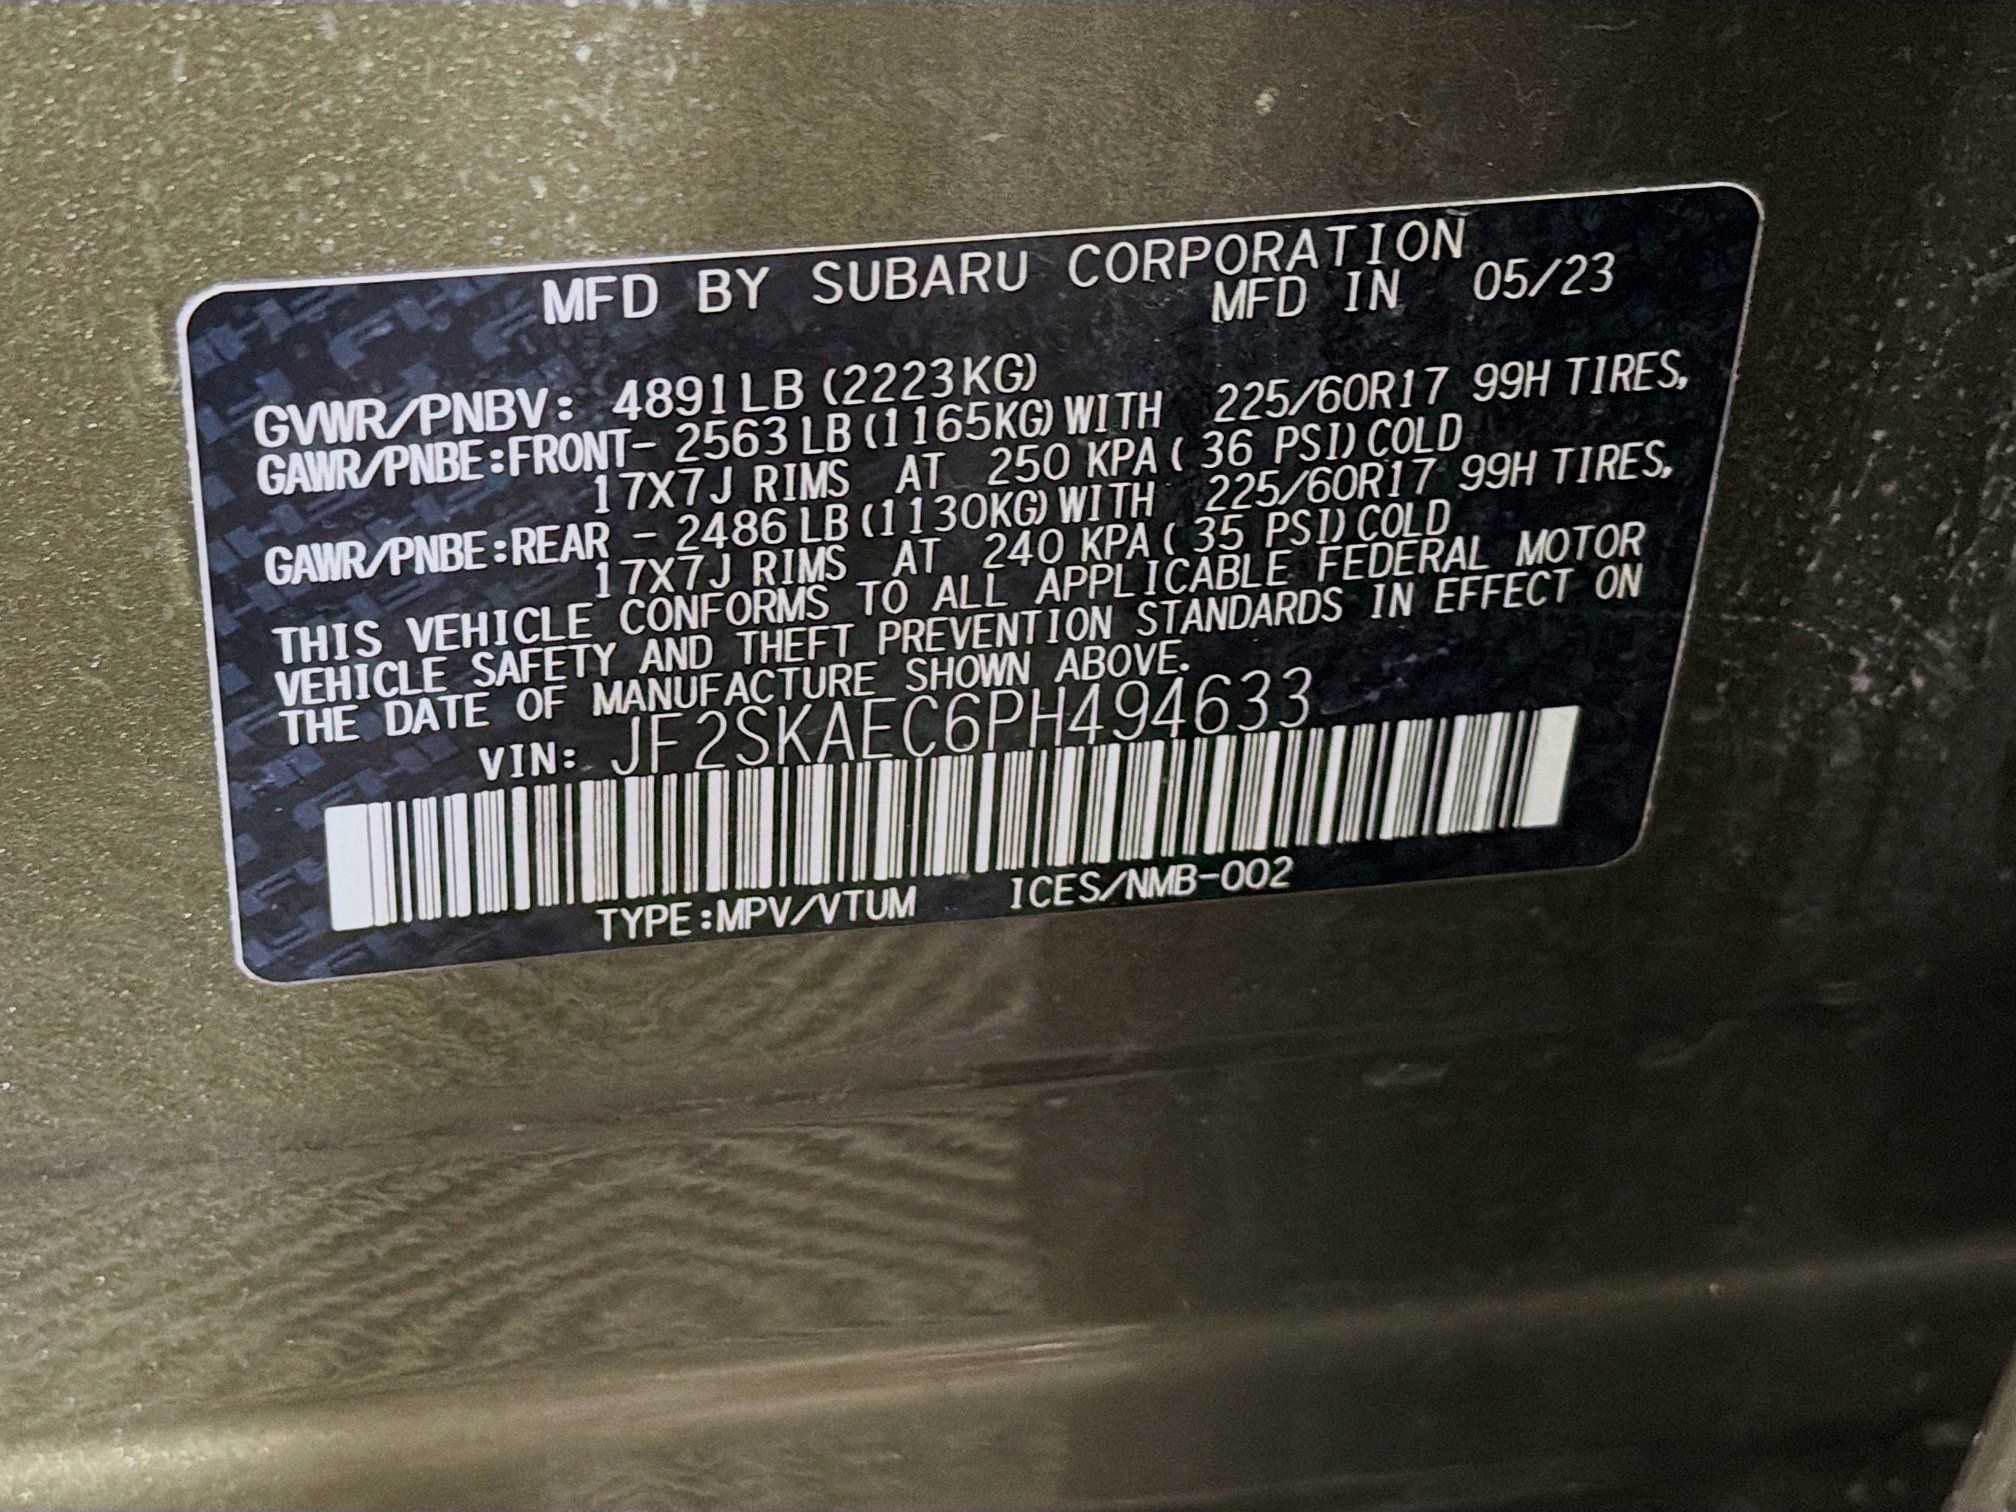 MFD BY SUBARU CORPORATION
MFD IN 05/23
GVWR/PNBV: 4891LB (2223KG)
GAWR/PNBE:FRONT- 2563LB (1165KG) WITH 225/60R17 99H TIRES,
17X7J RIMS AT 250 KPA ( 36 PSI) COLD
GAWR/PNBE:REAR - 2486LB (1130KG) WITH 225/60R17 99H TIRES,
17X7J RIMS AT 240 KPA ( 35 PSI) COLD
THIS VEHICLE CONFORMS TO ALL APPLICABLE FEDERAL MOTOR
VEHICLE SAFETY AND THEFT PREVENTION STANDARDS IN EFFECT ON
THE DATE OF MANUFACTURE SHOWN ABOVE.
VIN: JF2SKAEC6PH494633
TYPE:MPV/VTUM ICES/NMB-002